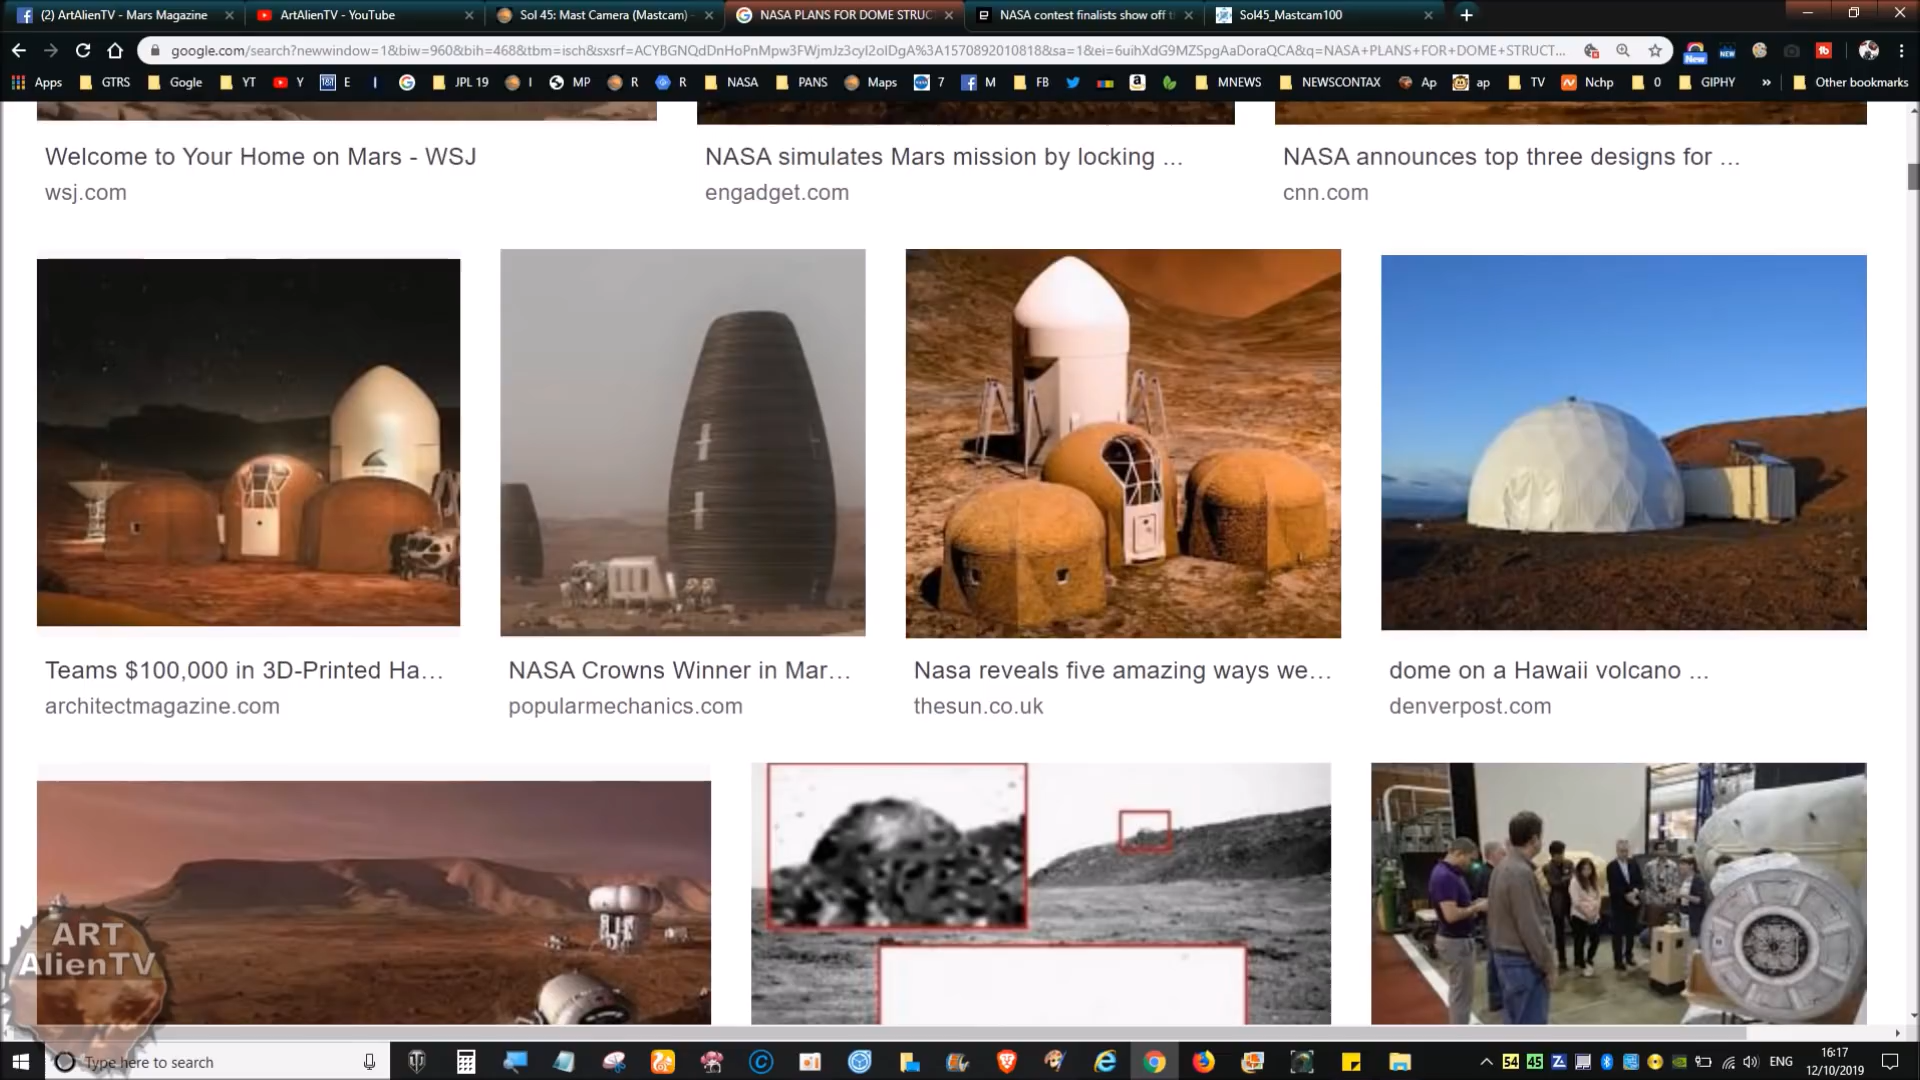 (2) ArtAlienTV - Mars Magazine
ArtAlienTV - YouTube
Sol 45: Mast Camera (Mastcam)
NASA PLANS FOR DOME STRUC
NASA contest finalists show off t
Sol45_Mastcam100
google.com/search?newwindow=1&biw=960&bih=468&tbm=isch&sxsrf=ACYBGNQdDnHoPnMpw3FWjmJz3cyI2oIDgA%3A1570892010818&sa=1&ei=6uihXdG9MZSpgAaDoraQCA&q=NASA+PLANS+FOR+DOME+STRUCT...
New
NEW
Apps GTRS Gogle YT Y E I JPL 19 I MP R R NASA PANS Maps 7 M FB MNEWS NEWSCONTAX Ap ap TV Nchp 0 GIPHY » Other bookmarks
Welcome to Your Home on Mars - WSJ
wsj.com
NASA simulates Mars mission by locking ...
engadget.com
NASA announces top three designs for ...
cnn.com
Teams $100,000 in 3D-Printed Ha...
architectmagazine.com
NASA Crowns Winner in Mar...
popularmechanics.com
Nasa reveals five amazing ways we...
thesun.co.uk
dome on a Hawaii volcano ...
denverpost.com
ART
AlienTV
Type here to search
54
45
ENG
16:17
12/10/2019